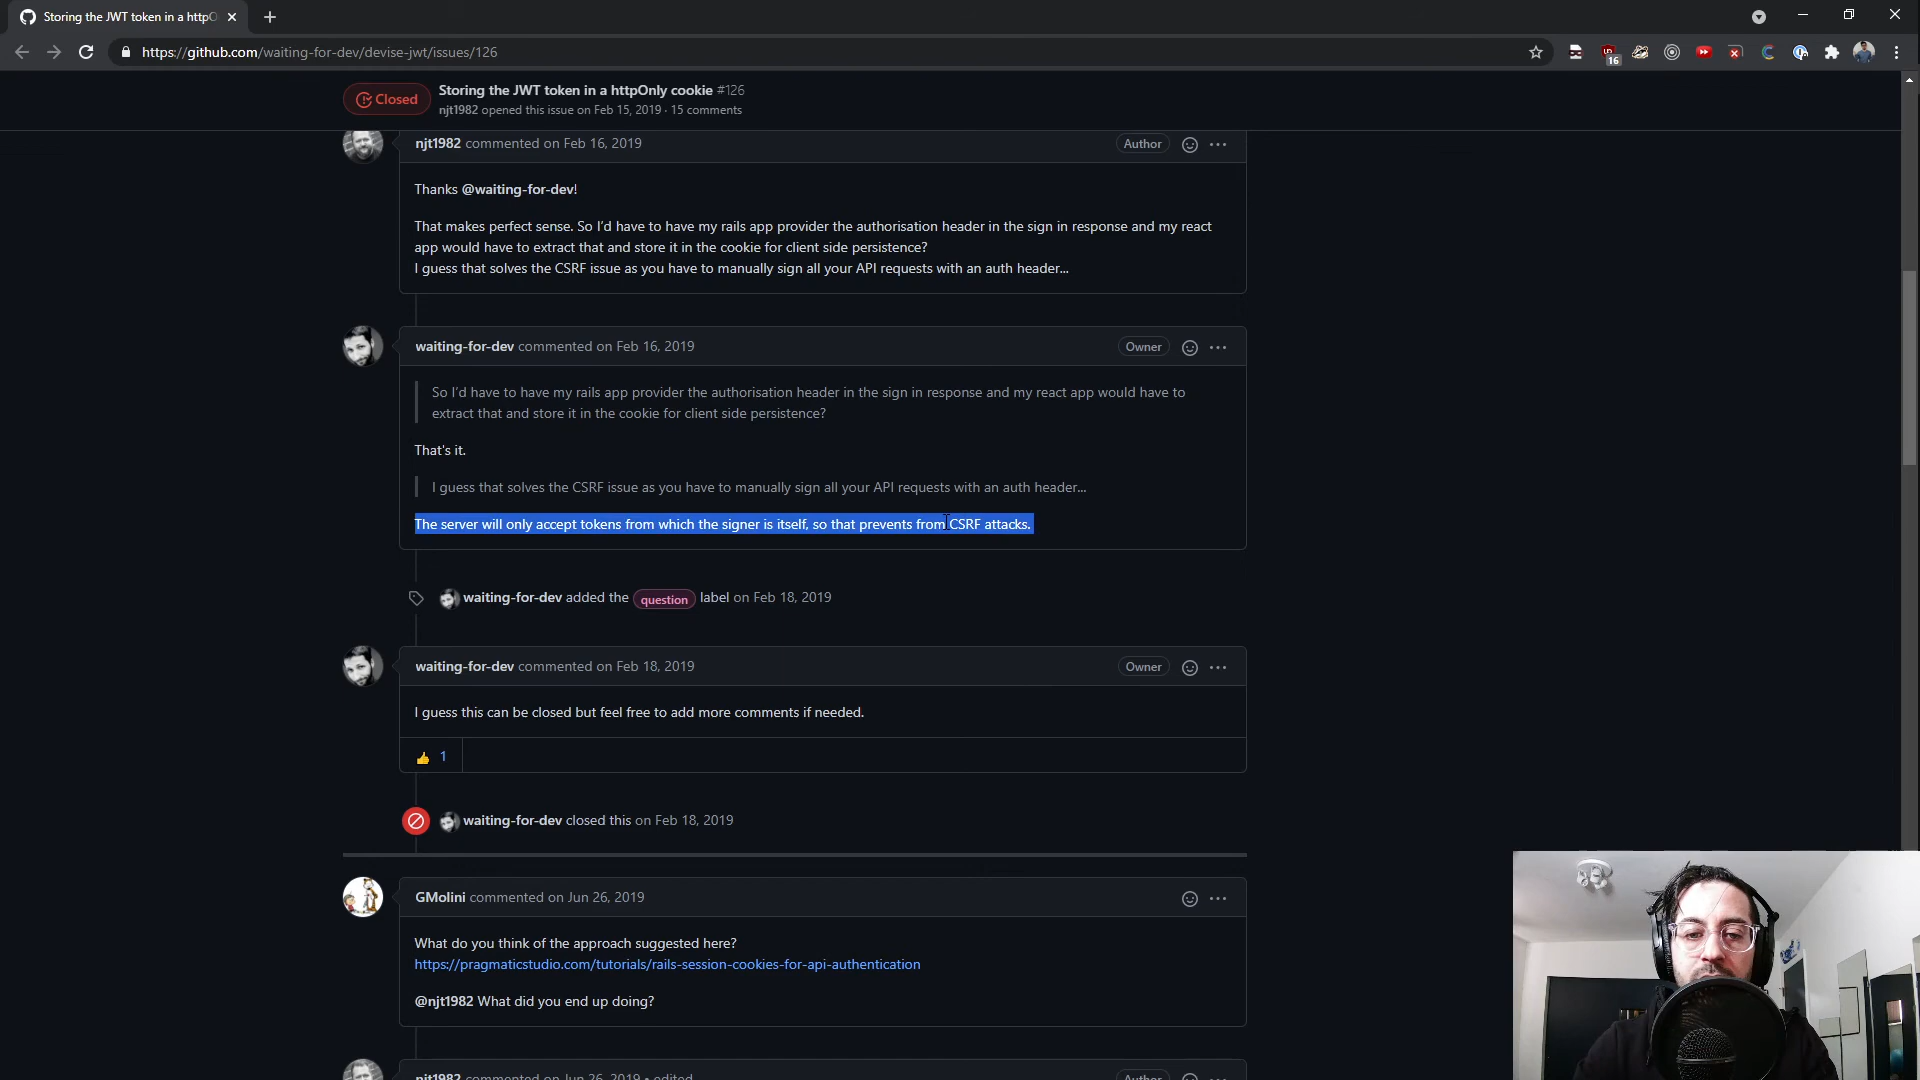 Storing the JWT token in a httpO
https://github.com/waiting-for-dev/devise-jwt/issues/126
16
Closed
Storing the JWT token in a httpOnly cookie #126
njt1982 opened this issue on Feb 15, 2019 · 15 comments
njt1982 commented on Feb 16, 2019
Author
Thanks @waiting-for-dev!
That makes perfect sense. So I'd have to have my rails app provider the authorisation header in the sign in response and my react
app would have to extract that and store it in the cookie for client side persistence?
I guess that solves the CSRF issue as you have to manually sign all your API requests with an auth header...
waiting-for-dev commented on Feb 16, 2019
Owner
So I'd have to have my rails app provider the authorisation header in the sign in response and my react app would have to
extract that and store it in the cookie for client side persistence?
That's it.
I guess that solves the CSRF issue as you have to manually sign all your API requests with an auth header...
The server will only accept tokens from which the signer is itself, so that prevents from CSRF attacks.
waiting-for-dev added the question label on Feb 18, 2019
waiting-for-dev commented on Feb 18, 2019
Owner
I guess this can be closed but feel free to add more comments if needed.
👍 1
waiting-for-dev closed this on Feb 18, 2019
GMolini commented on Jun 26, 2019
What do you think of the approach suggested here?
https://pragmaticstudio.com/tutorials/rails-session-cookies-for-api-authentication
@njt1982 What did you end up doing?
njt1982 commented on Jun 26, 2019 • edited
Author